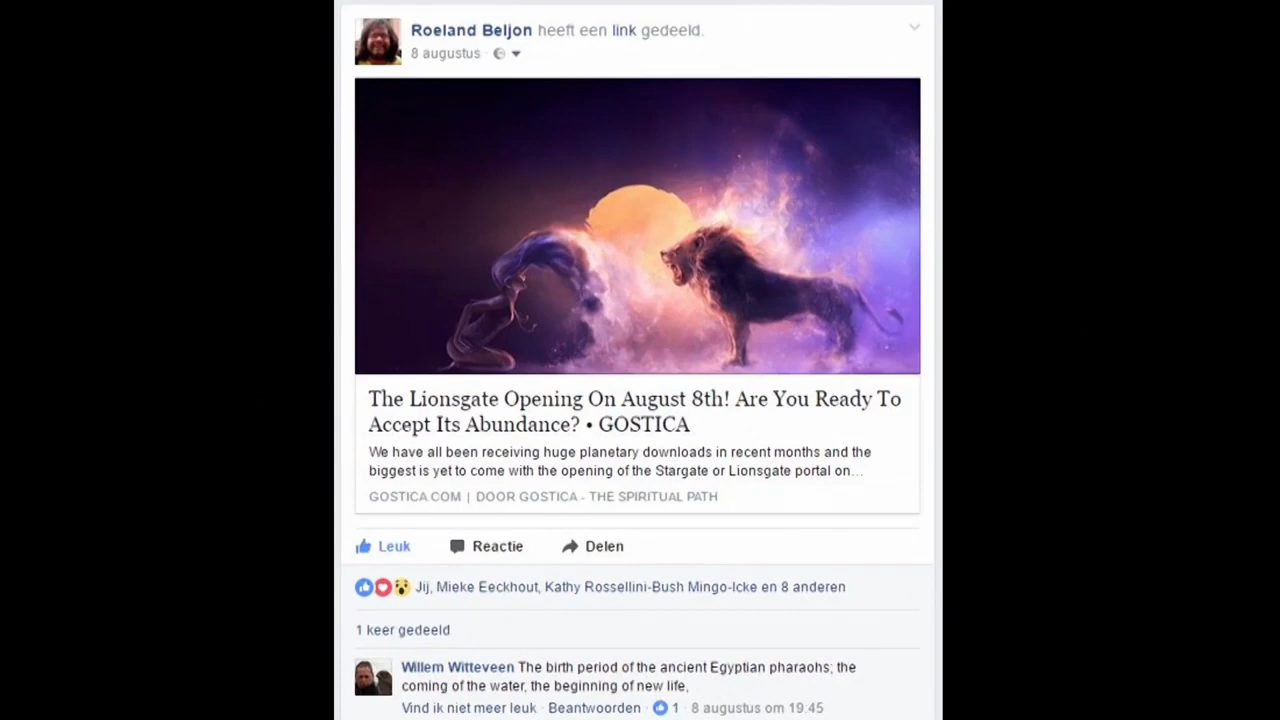 Roeland Beljon heeft een link gedeeld.
8 augustus
The Lionsgate Opening On August 8th! Are You Ready To
Accept Its Abundance? • GOSTICA
We have all been receiving huge planetary downloads in recent months and the
biggest is yet to come with the opening of the Stargate or Lionsgate portal on...
GOSTICA.COM | DOOR GOSTICA - THE SPIRITUAL PATH
Leuk Reactie Delen
Jij, Mieke Eeckhout, Kathy Rossellini-Bush Mingo-Icke en 8 anderen
1 keer gedeeld
Willem Witteveen The birth period of the ancient Egyptian pharaohs; the
coming of the water, the beginning of new life,
Vind ik niet meer leuk · Beantwoorden · 1 · 8 augustus om 19:45